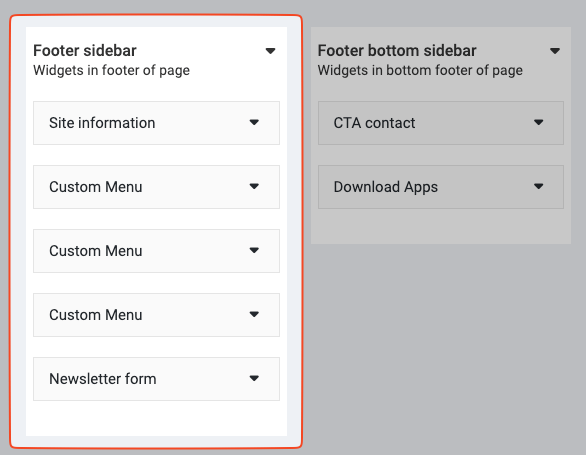 Footer sidebar
Widgets in footer of page
Site information
Custom Menu
Custom Menu
Custom Menu
Newsletter form
Footer bottom sidebar
Widgets in bottom footer of page
CTA contact
Download Apps